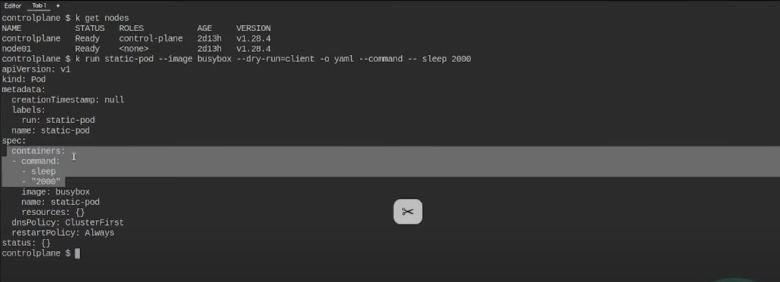 Editor Tab 1 +
controlplane $ k get nodes
NAME STATUS ROLES AGE VERSION
controlplane Ready control-plane 2d13h v1.28.4
node01 Ready <none> 2d13h v1.28.4
controlplane $ k run static-pod --image busybox --dry-run=client -o yaml --command -- sleep 2000
apiVersion: v1
kind: Pod
metadata:
  creationTimestamp: null
  labels:
    run: static-pod
  name: static-pod
spec:
  containers:
  - command:
    - sleep
    - "2000"
    image: busybox
    name: static-pod
    resources: {}
  dnsPolicy: ClusterFirst
  restartPolicy: Always
status: {}
controlplane $